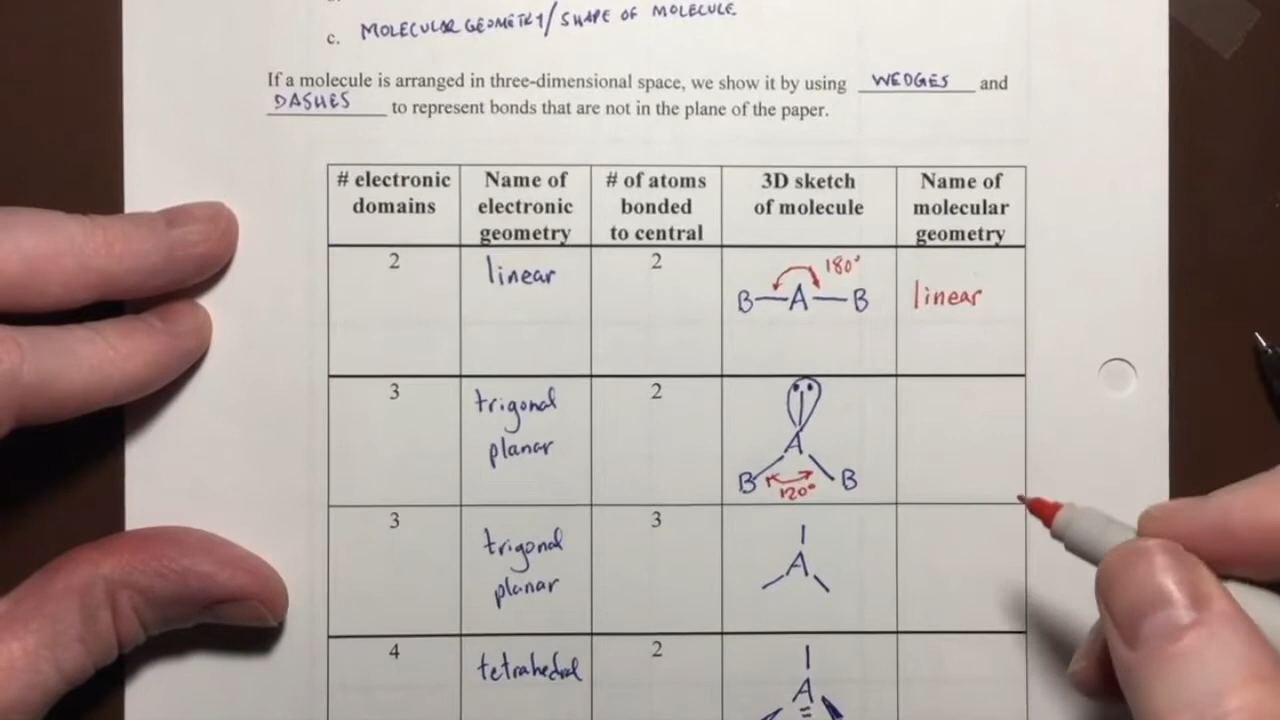 c. MOLECULAR GEOMETRY/SHAPE OF MOLECULE
If a molecule is arranged in three-dimensional space, we show it by using WEDGES and
DASHES to represent bonds that are not in the plane of the paper.
# electronic domains
Name of electronic geometry
# of atoms bonded to central
3D sketch of molecule
Name of molecular geometry
2
linear
2
180°
B—A—B
linear
3
trigonal planar
2
A
B B
120°
3
trigonal planar
3
A
4
tetrahedral
2
A